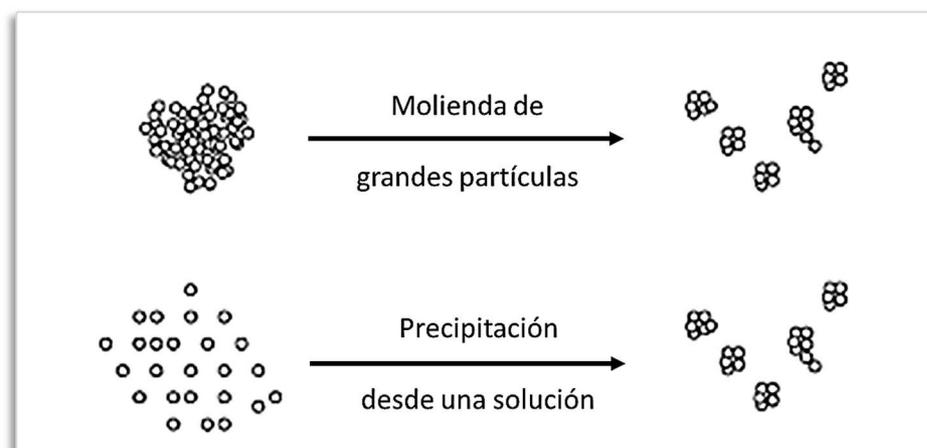 Molienda de
grandes partículas
Precipitación
desde una solución